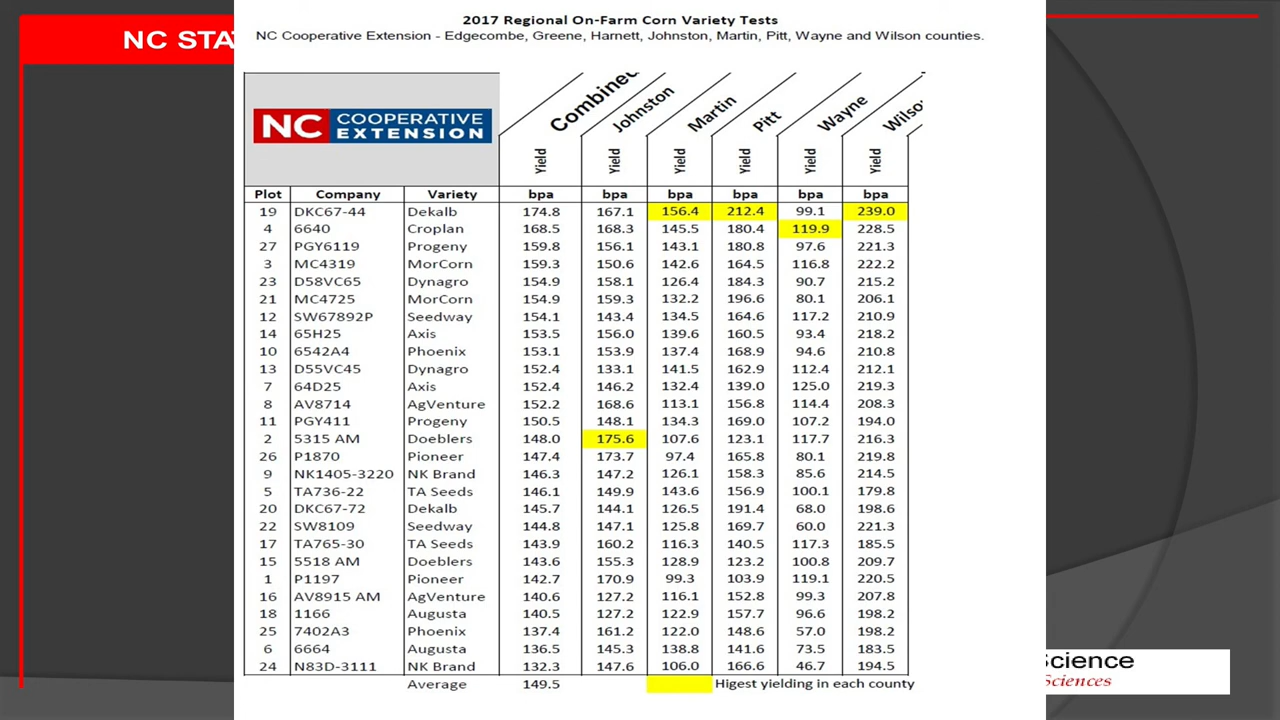 2017 Regional On-Farm Corn Variety Tests
NC STA
NC Cooperative Extension - Edgecombe, Greene, Harnett, Johnston, Martin, Pitt, Wayne and Wilson counties.
NC COOPERATIVE EXTENSION
Combined Johnston Martin Pitt Wayne Wilso
Yield Yield Yield Yield Yield Yield
Plot Company Variety bpa bpa bpa bpa bpa bpa
19 DKC67-44 Dekalb 174.8 167.1 156.4 212.4 99.1 239.0
4 6640 Croplan 168.5 168.3 145.5 180.4 119.9 228.5
27 PGY6119 Progeny 159.8 156.1 143.1 180.8 97.6 221.3
3 MC4319 MorCorn 159.3 150.6 142.6 164.5 116.8 222.2
23 D58VC65 Dynagro 154.9 158.1 126.4 184.3 90.7 215.2
21 MC4725 MorCorn 154.9 159.3 132.2 196.6 80.1 206.1
12 SW67892P Seedway 154.1 143.4 134.5 164.6 117.2 210.9
14 65H25 Axis 153.5 156.0 139.6 160.5 93.4 218.2
10 6542A4 Phoenix 153.1 153.9 137.4 168.9 94.6 210.8
13 D55VC45 Dynagro 152.4 133.1 141.5 162.9 112.4 212.1
7 64D25 Axis 152.4 146.2 132.4 139.0 125.0 219.3
8 AV8714 AgVenture 152.2 168.6 113.1 156.8 114.4 208.3
11 PGY411 Progeny 150.5 148.1 134.3 169.0 107.2 194.0
2 5315 AM Doeblers 148.0 175.6 107.6 123.1 117.7 216.3
26 P1870 Pioneer 147.4 173.7 97.4 165.8 80.1 219.8
9 NK1405-3220 NK Brand 146.3 147.2 126.1 158.3 85.6 214.5
5 TA736-22 TA Seeds 146.1 149.9 143.6 156.9 100.1 179.8
20 DKC67-72 Dekalb 145.7 144.1 126.5 191.4 68.0 198.6
22 SW8109 Seedway 144.8 147.1 125.8 169.7 60.0 221.3
17 TA765-30 TA Seeds 143.9 160.2 116.3 140.5 117.3 185.5
15 5518 AM Doeblers 143.6 155.3 128.9 123.2 100.8 209.7
1 P1197 Pioneer 142.7 170.9 99.3 103.9 119.1 220.5
16 AV8915 AM AgVenture 140.6 127.2 116.1 152.8 99.3 207.8
18 1166 Augusta 140.5 127.2 122.9 157.7 96.6 198.2
25 7402A3 Phoenix 137.4 161.2 122.0 148.6 57.0 198.2
6 6664 Augusta 136.5 145.3 138.8 141.6 73.5 183.5
24 N83D-3111 NK Brand 132.3 147.6 106.0 166.6 46.7 194.5
Average 149.5 Higest yielding in each county
Science
Sciences